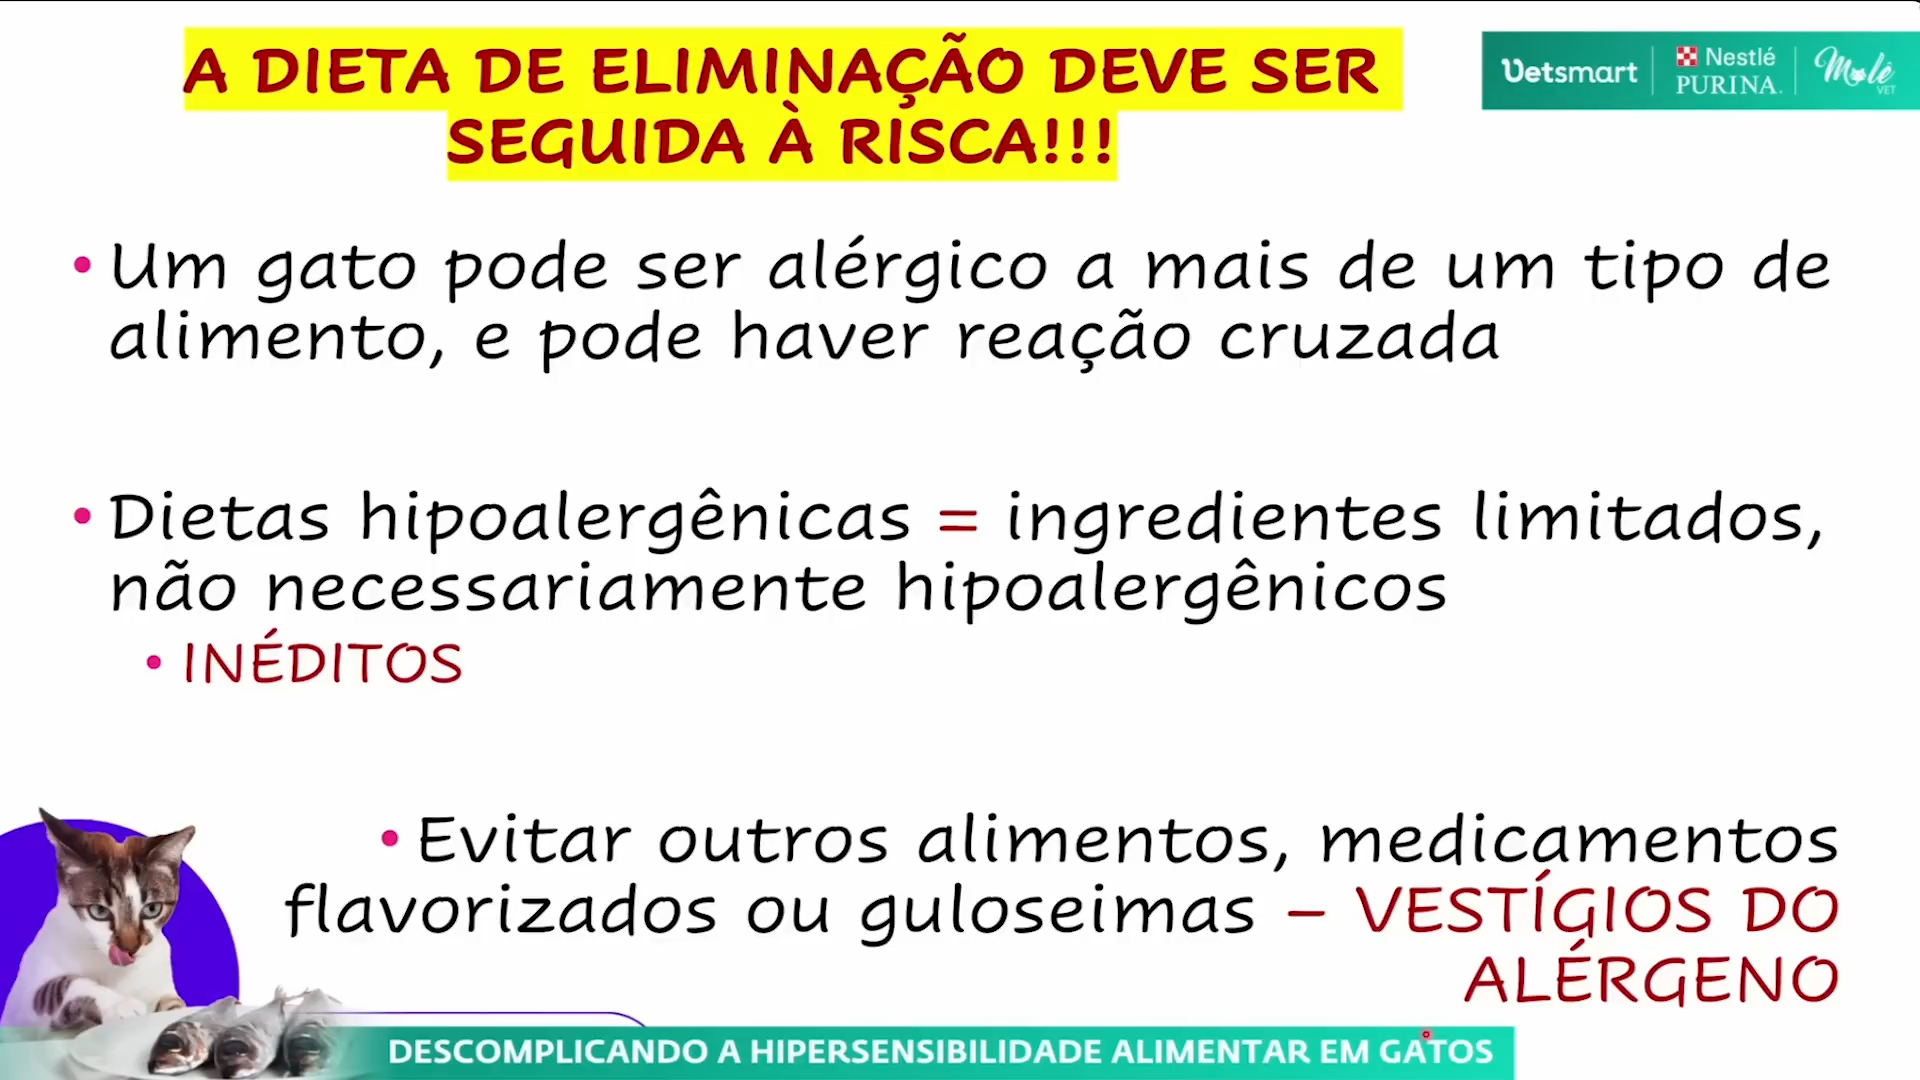 A DIETA DE ELIMINAÇÃO DEVE SER
SEGUIDA À RISCA!!!
Vetsmart
Nestlé
PURINA
Molê
VET
• Um gato pode ser alérgico a mais de um tipo de
alimento, e pode haver reação cruzada
• Dietas hipoalergênicas = ingredientes limitados,
não necessariamente hipoalergênicos
• INÉDITOS
• Evitar outros alimentos, medicamentos
flavorizados ou guloseimas – VESTÍGIOS DO
ALÉRGENO
DESCOMPLICANDO A HIPERSENSIBILIDADE ALIMENTAR EM GATOS